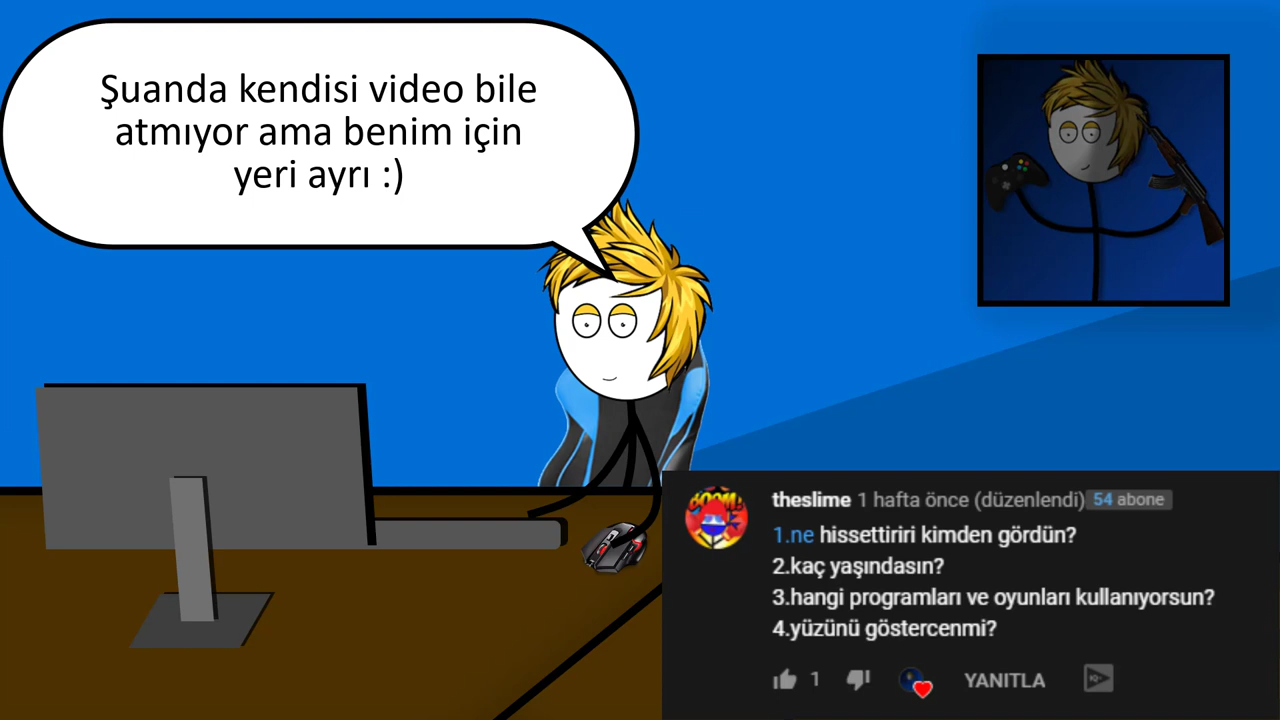 Şuanda kendisi video bile
atmıyor ama benim için
yeri ayrı :)
theslime 1 hafta önce (düzenlendi) 54 abone
1.ne hissettiriri kimden gördün?
2.kaç yaşındasın?
3.hangi programları ve oyunları kullanıyorsun?
4.yüzünü göstercenmi?
1 YANITLA